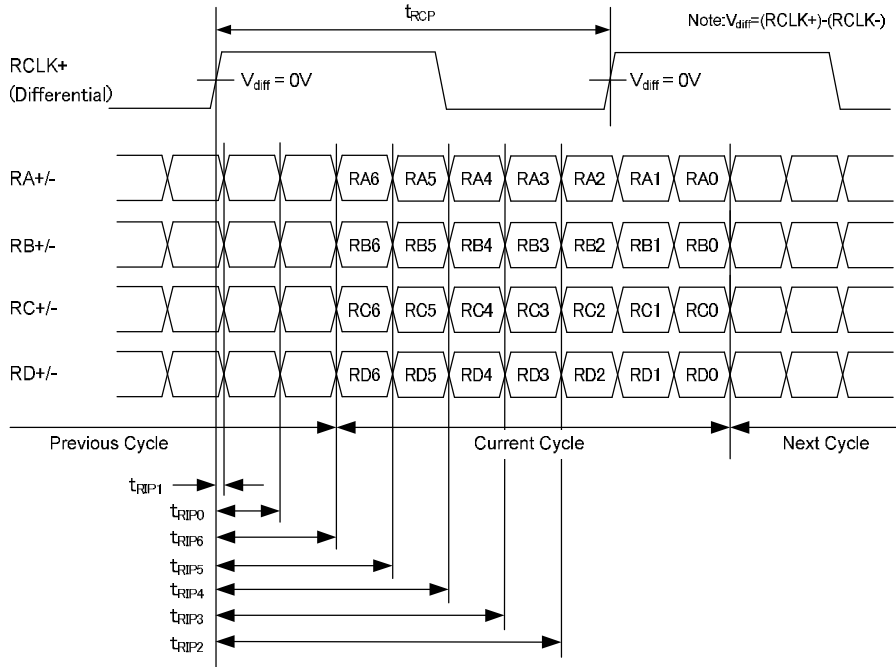 tRCP
Note:Vdiff=(RCLK+)-(RCLK-)
RCLK+
(Differential)
Vdiff = 0V
Vdiff = 0V
RA+/-
RA6 RA5 RA4 RA3 RA2 RA1 RA0
RB+/-
RB6 RB5 RB4 RB3 RB2 RB1 RB0
RC+/-
RC6 RC5 RC4 RC3 RC2 RC1 RC0
RD+/-
RD6 RD5 RD4 RD3 RD2 RD1 RD0
Previous Cycle
Current Cycle
Next Cycle
tRIP1
tRIP0
tRIP6
tRIP5
tRIP4
tRIP3
tRIP2